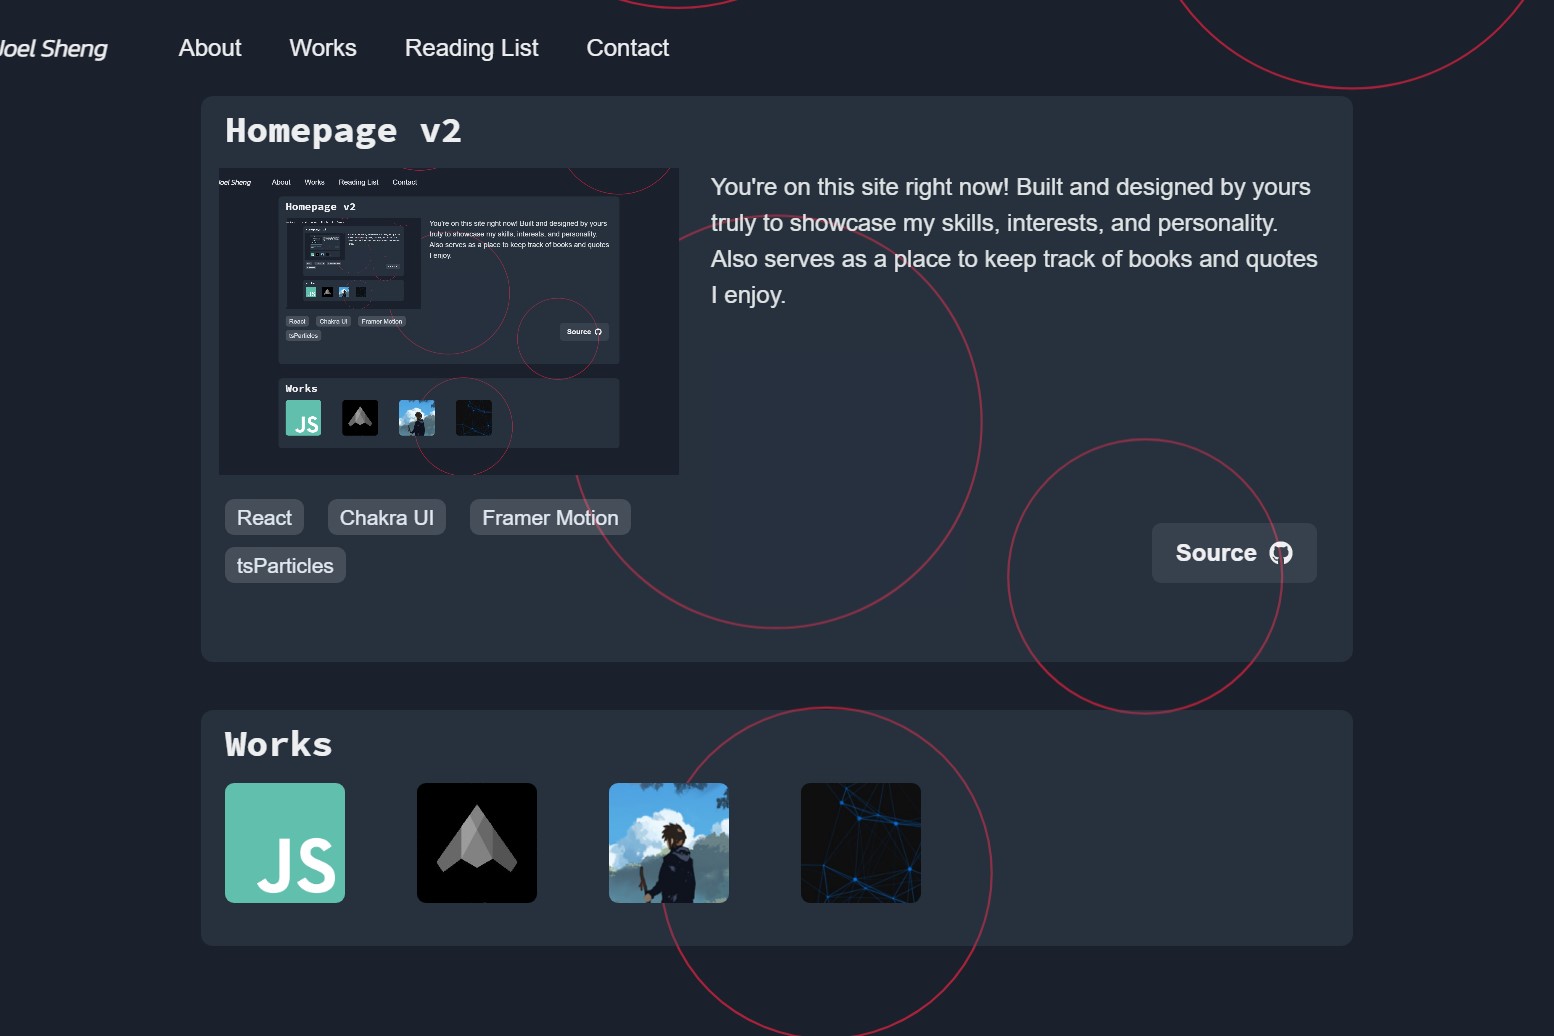 Joel Sheng
About
Works
Reading List
Contact
Homepage v2
Joel Sheng
About
Works
Reading List
Contact
Homepage v2
You're on this site right now! Built and designed by yours
truly to showcase my skills, interests, and personality.
Also serves as a place to keep track of books and quotes
I enjoy.
React
Chakra UI
Framer Motion
tsParticles
Source
Works
JS
You're on this site right now! Built and designed by yours
truly to showcase my skills, interests, and personality.
Also serves as a place to keep track of books and quotes
I enjoy.
React
Chakra UI
Framer Motion
tsParticles
Source
Works
JS